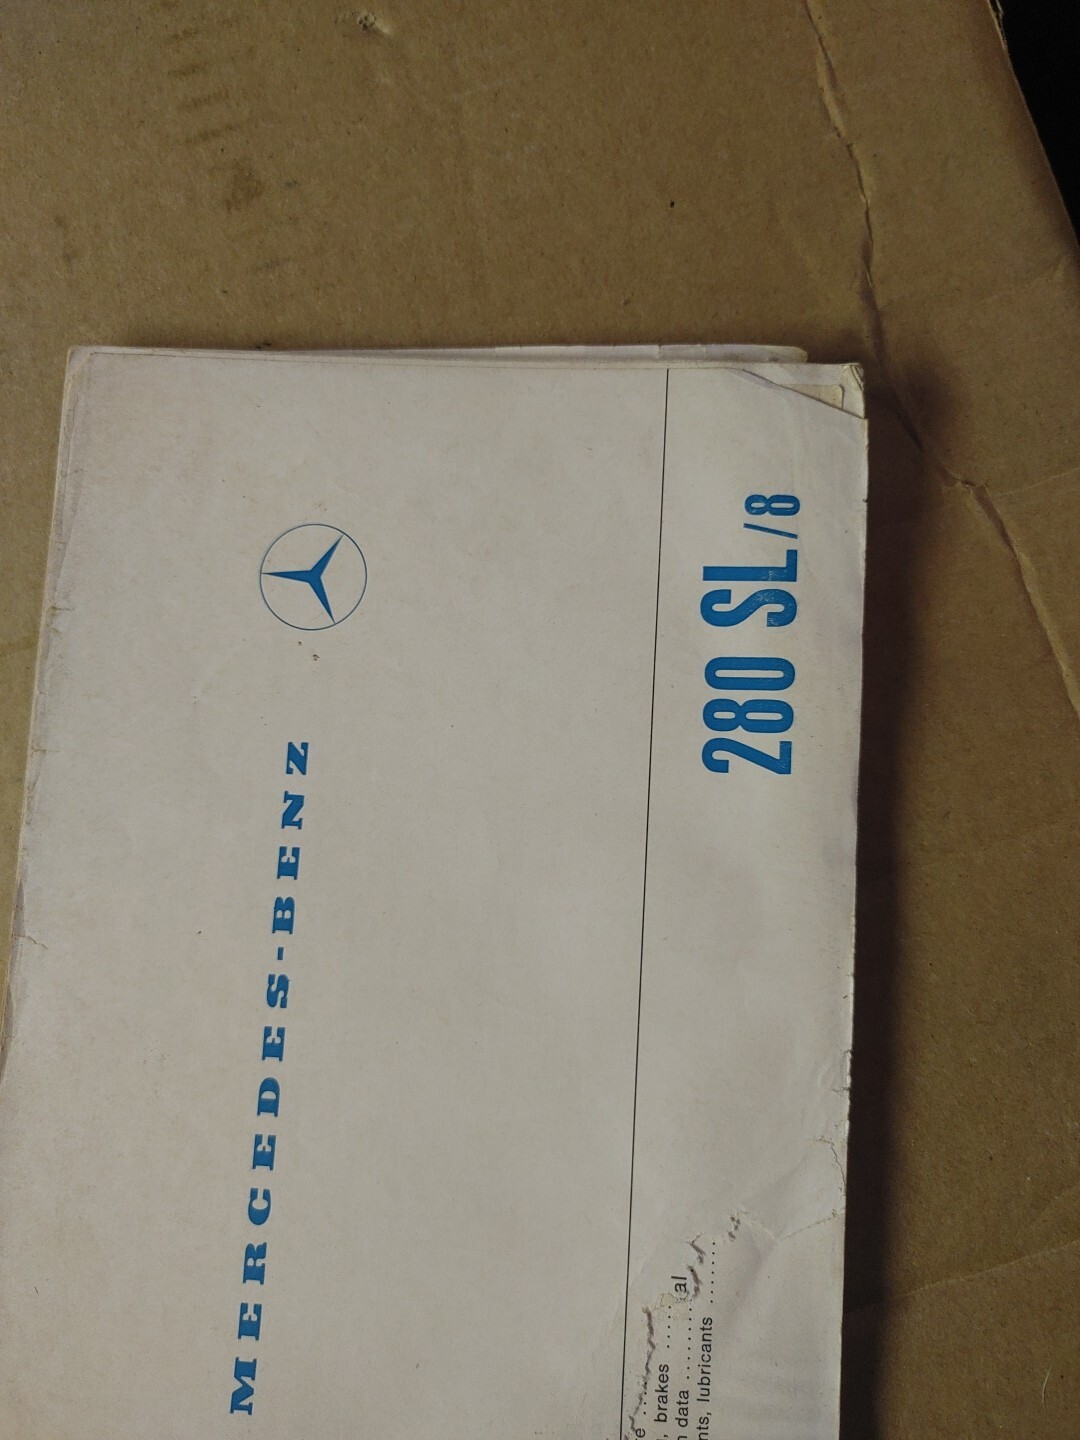 MERCEDES-BENZ
280 SL/8
brakes ......
data ........
lubricants ........